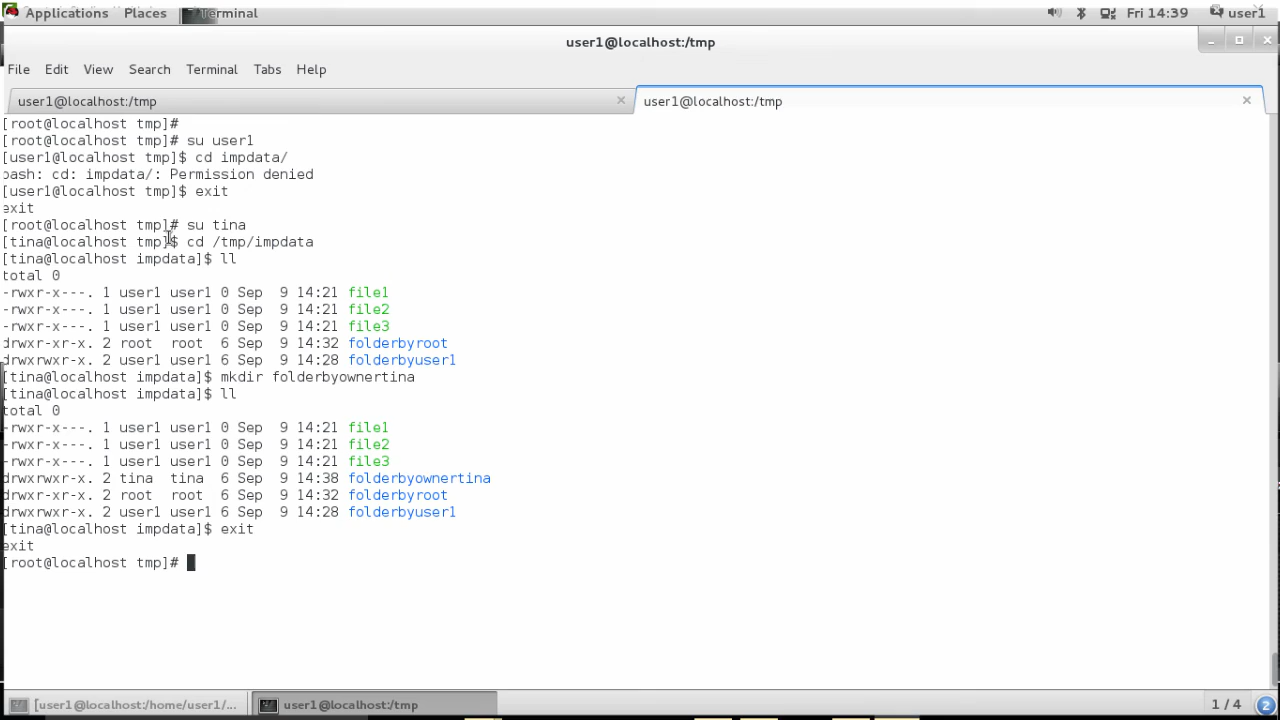 Applications Places Terminal Fri 14:39 user1
user1@localhost:/tmp
File Edit View Search Terminal Tabs Help
user1@localhost:/tmp × user1@localhost:/tmp ×
[root@localhost tmp]#
[root@localhost tmp]# su user1
[user1@localhost tmp]$ cd impdata/
bash: cd: impdata/: Permission denied
[user1@localhost tmp]$ exit
exit
[root@localhost tmp]# su tina
[tina@localhost tmp]$ cd /tmp/impdata
[tina@localhost impdata]$ ll
total 0
-rwxr-x---. 1 user1 user1 0 Sep  9 14:21 file1
-rwxr-x---. 1 user1 user1 0 Sep  9 14:21 file2
-rwxr-x---. 1 user1 user1 0 Sep  9 14:21 file3
drwxr-xr-x. 2 root  root  6 Sep  9 14:32 folderbyroot
drwxrwxr-x. 2 user1 user1 6 Sep  9 14:28 folderbyuser1
[tina@localhost impdata]$ mkdir folderbyownertina
[tina@localhost impdata]$ ll
total 0
-rwxr-x---. 1 user1 user1 0 Sep  9 14:21 file1
-rwxr-x---. 1 user1 user1 0 Sep  9 14:21 file2
-rwxr-x---. 1 user1 user1 0 Sep  9 14:21 file3
drwxrwxr-x. 2 tina  tina  6 Sep  9 14:38 folderbyownertina
drwxr-xr-x. 2 root  root  6 Sep  9 14:32 folderbyroot
drwxrwxr-x. 2 user1 user1 6 Sep  9 14:28 folderbyuser1
[tina@localhost impdata]$ exit
exit
[root@localhost tmp]#
[user1@localhost:/home/user1/... user1@localhost:/tmp 1 / 4 2